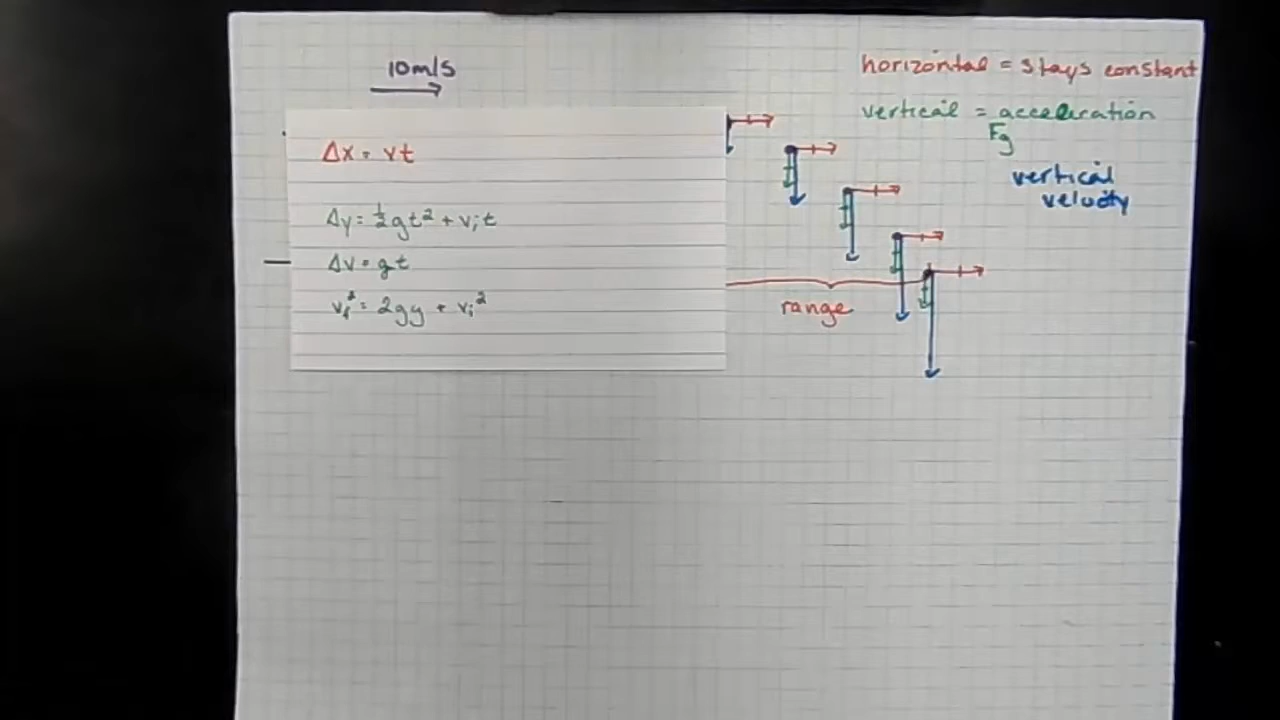 10m/s
horizontal = stays constant
vertical = acceleration
Fg
vertical
velocity
Δx = vt
Δy = ½gt² + vᵢt
Δv = gt
v_f² = 2gy + vᵢ²
range